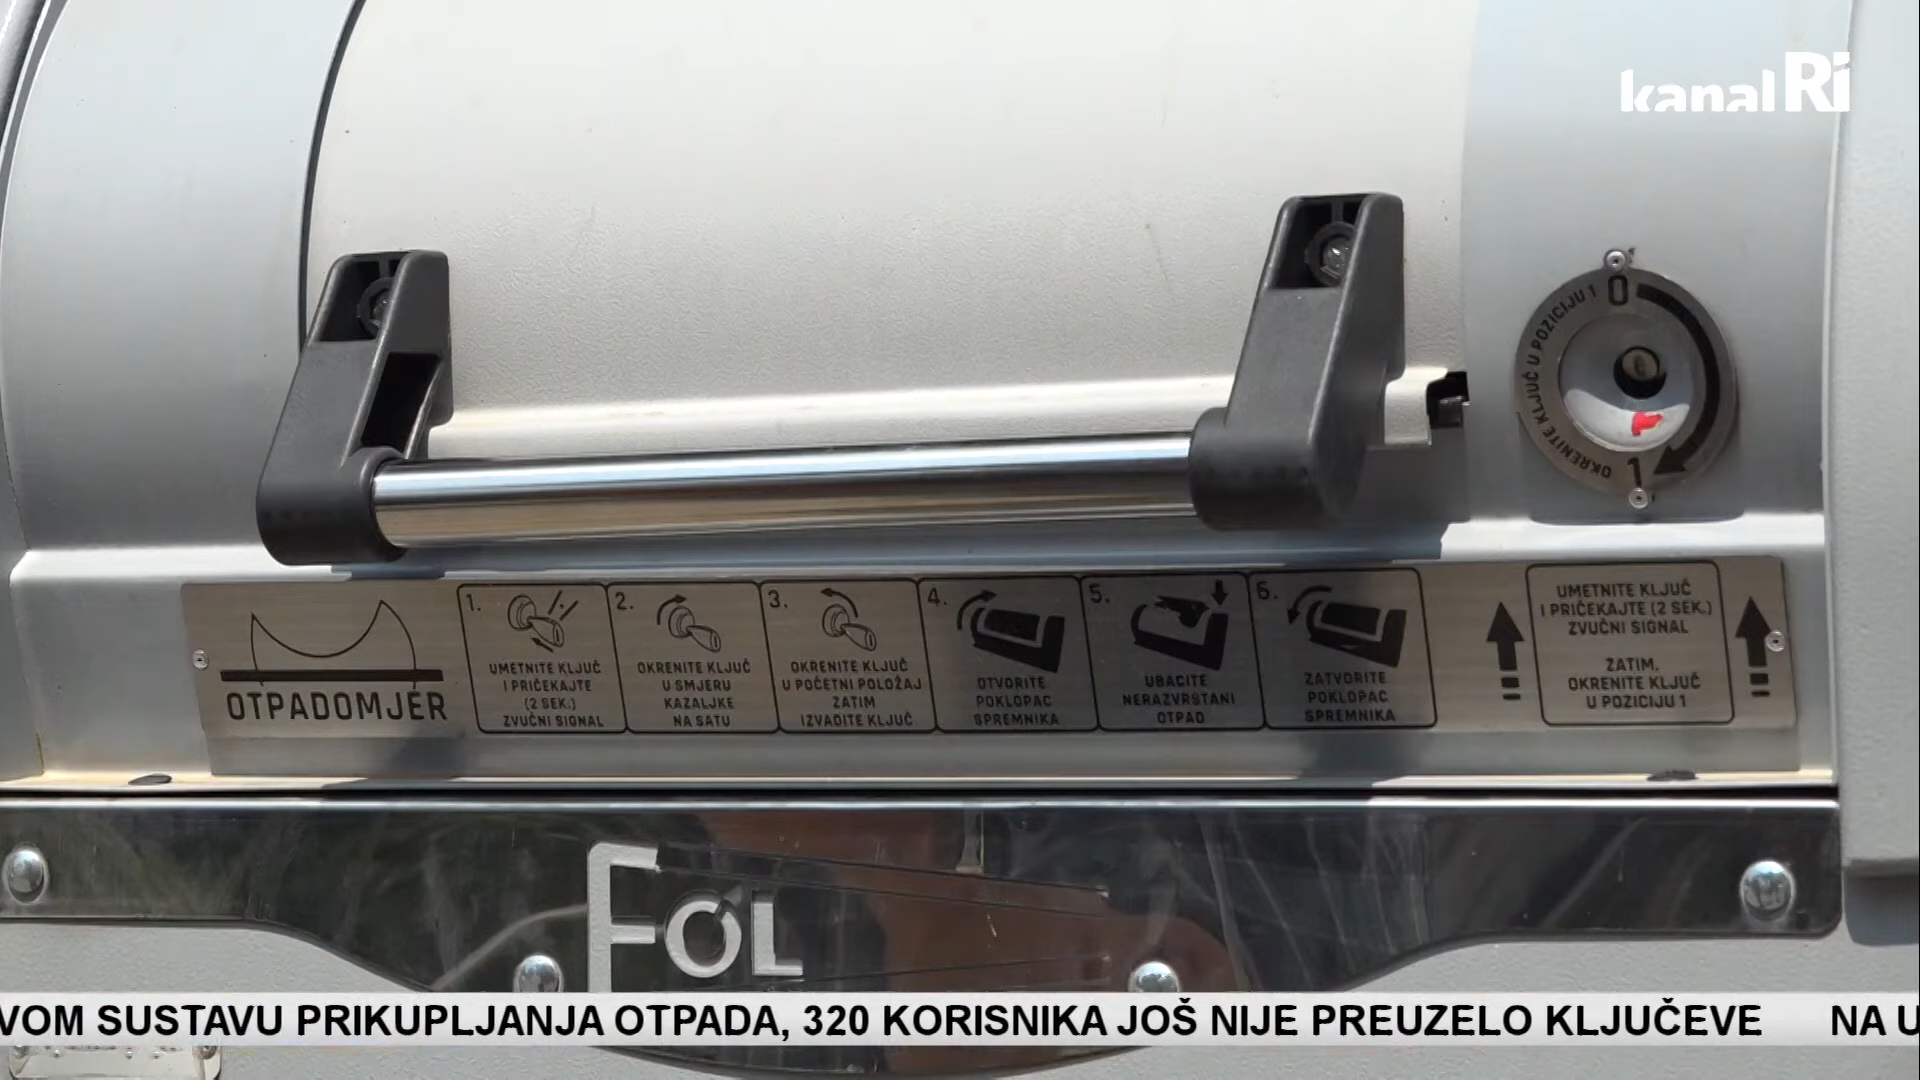 kanal Ri
OKRENITE KLJUČ U POZICIJU 1
0
1
OTPADOMJER
1.
UMETNITE KLJUČ
I PRIČEKAJTE
(2 SEK.)
ZVUČNI SIGNAL
2.
OKRENITE KLJUČ
U SMJERU
KAZALJKE
NA SATU
3.
OKRENITE KLJUČ
U POČETNI POLOŽAJ
ZATIM
IZVADITE KLJUČ
4.
OTVORITE
POKLOPAC
SPREMNIKA
5.
UBACITE
NERAZVRSTANI
OTPAD
6.
ZATVORITE
POKLOPAC
SPREMNIKA
UMETNITE KLJUČ
I PRIČEKAJTE (2 SEK.)
ZVUČNI SIGNAL
ZATIM,
OKRENITE KLJUČ
U POZICIJU 1
VOM SUSTAVU PRIKUPLJANJA OTPADA, 320 KORISNIKA JOŠ NIJE PREUZELO KLJUČEVE NA U